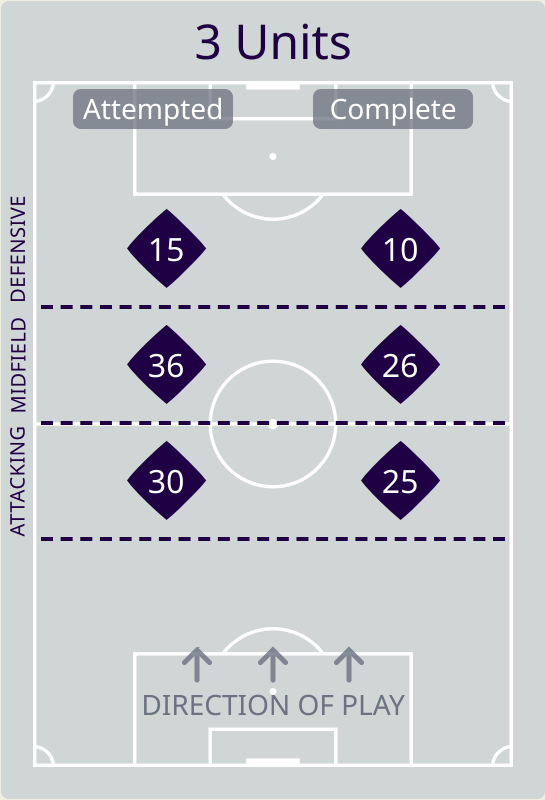 3 Units
Attempted
Complete
DEFENSIVE
15
10
MIDFIELD
36
26
ATTACKING
30
25
DIRECTION OF PLAY